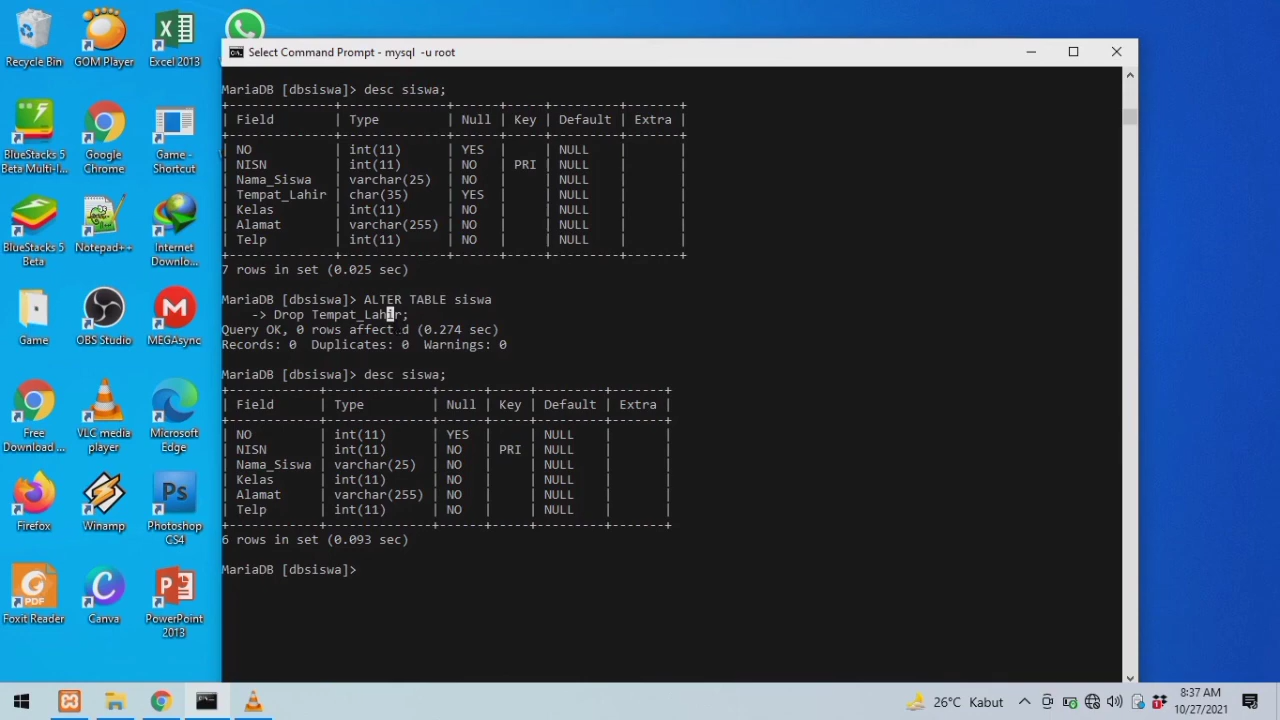 Recycle Bin
GOM Player
Excel 2013
BlueStacks 5
Beta Multi-I...
Google
Chrome
Game -
Shortcut
BlueStacks 5
Beta
Notepad++
Internet
Downlo...
Game
OBS Studio
MEGAsync
Free
Download ...
VLC media
player
Microsoft
Edge
Firefox
Winamp
Photoshop
CS4
Foxit Reader
Canva
PowerPoint
2013
Select Command Prompt - mysql  -u root
MariaDB [dbsiswa]> desc siswa;
+--------------+--------------+------+-----+---------+-------+
| Field        | Type         | Null | Key | Default | Extra |
+--------------+--------------+------+-----+---------+-------+
| NO           | int(11)      | YES  |     | NULL    |       |
| NISN         | int(11)      | NO   | PRI | NULL    |       |
| Nama_Siswa   | varchar(25)  | NO   |     | NULL    |       |
| Tempat_Lahir | char(35)     | YES  |     | NULL    |       |
| Kelas        | int(11)      | NO   |     | NULL    |       |
| Alamat       | varchar(255) | NO   |     | NULL    |       |
| Telp         | int(11)      | NO   |     | NULL    |       |
+--------------+--------------+------+-----+---------+-------+
7 rows in set (0.025 sec)
MariaDB [dbsiswa]> ALTER TABLE siswa
    -> Drop Tempat_Lahir;
Query OK, 0 rows affected (0.274 sec)
Records: 0  Duplicates: 0  Warnings: 0
MariaDB [dbsiswa]> desc siswa;
+------------+--------------+------+-----+---------+-------+
| Field      | Type         | Null | Key | Default | Extra |
+------------+--------------+------+-----+---------+-------+
| NO         | int(11)      | YES  |     | NULL    |       |
| NISN       | int(11)      | NO   | PRI | NULL    |       |
| Nama_Siswa | varchar(25)  | NO   |     | NULL    |       |
| Kelas      | int(11)      | NO   |     | NULL    |       |
| Alamat     | varchar(255) | NO   |     | NULL    |       |
| Telp       | int(11)      | NO   |     | NULL    |       |
+------------+--------------+------+-----+---------+-------+
6 rows in set (0.093 sec)
MariaDB [dbsiswa]>
26°C Kabut
8:37 AM
10/27/2021